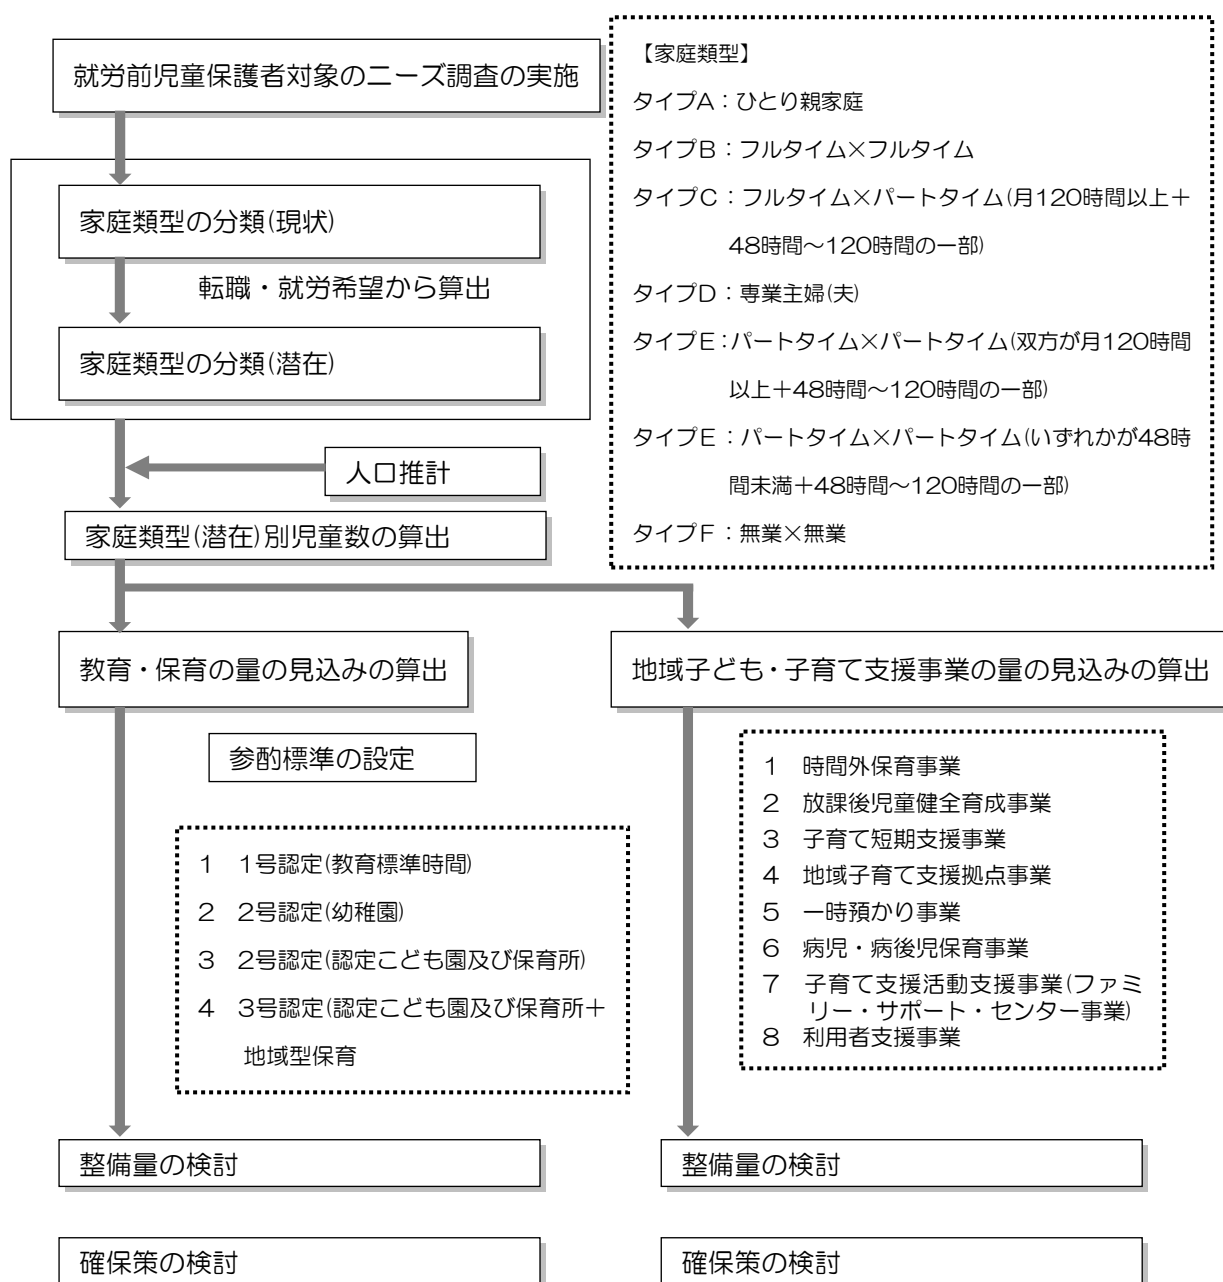 就労前児童保護者対象のニーズ調査の実施
家庭類型の分類(現状)
転職・就労希望から算出
家庭類型の分類(潜在)
人口推計
家庭類型(潜在)別児童数の算出
【家庭類型】
タイプA：ひとり親家庭
タイプB：フルタイム×フルタイム
タイプC：フルタイム×パートタイム(月120時間以上＋
48時間～120時間の一部)
タイプD：専業主婦(夫)
タイプE：パートタイム×パートタイム(双方が月120時間
以上＋48時間～120時間の一部)
タイプE：パートタイム×パートタイム(いずれかが48時
間未満＋48時間～120時間の一部)
タイプF：無業×無業
教育・保育の量の見込みの算出
参酌標準の設定
1 1号認定(教育標準時間)
2 2号認定(幼稚園)
3 2号認定(認定こども園及び保育所)
4 3号認定(認定こども園及び保育所＋
地域型保育
整備量の検討
確保策の検討
地域子ども・子育て支援事業の量の見込みの算出
1 時間外保育事業
2 放課後児童健全育成事業
3 子育て短期支援事業
4 地域子育て支援拠点事業
5 一時預かり事業
6 病児・病後児保育事業
7 子育て支援活動支援事業(ファミ
リー・サポート・センター事業)
8 利用者支援事業
整備量の検討
確保策の検討